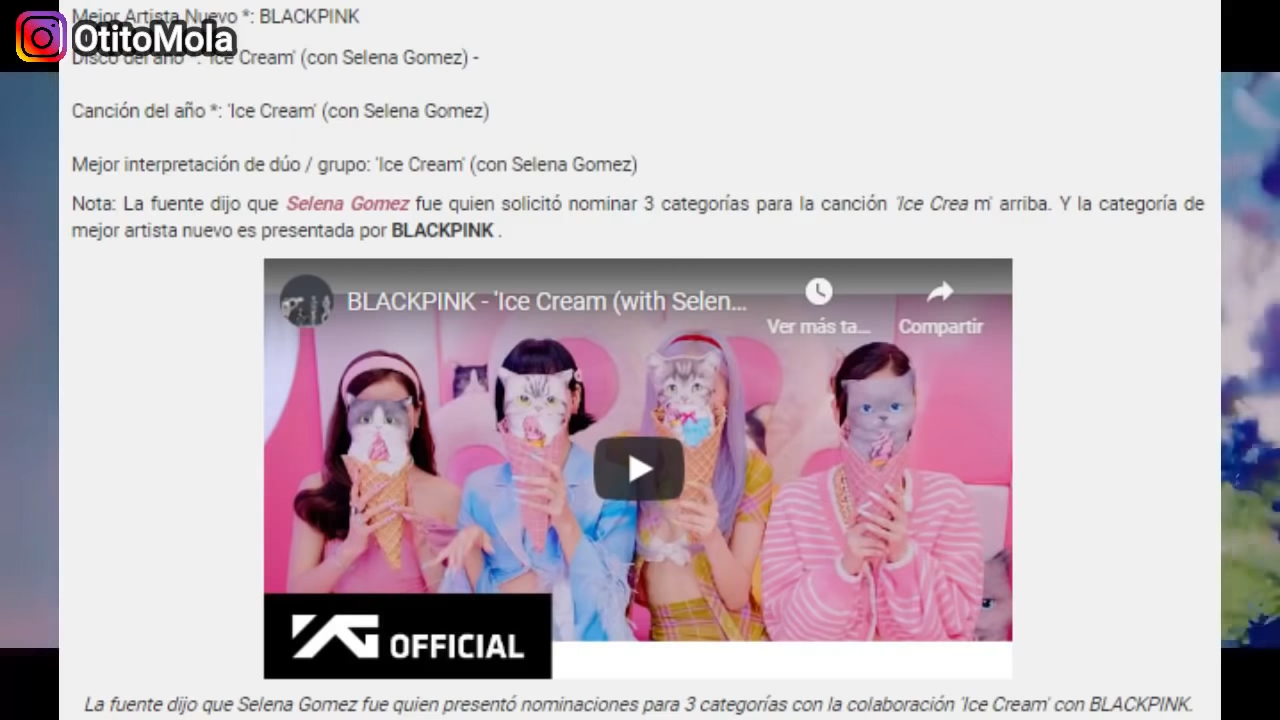 Mejor Artista Nuevo *: BLACKPINK
OtitoMola
Disco del año *: 'Ice Cream' (con Selena Gomez) -
Canción del año *: 'Ice Cream' (con Selena Gomez)
Mejor interpretación de dúo / grupo: 'Ice Cream' (con Selena Gomez)
Nota: La fuente dijo que Selena Gomez fue quien solicitó nominar 3 categorías para la canción 'Ice Crea m' arriba. Y la categoría de
mejor artista nuevo es presentada por BLACKPINK .
BLACKPINK - 'Ice Cream (with Selen...
Ver más ta...
Compartir
YG OFFICIAL
La fuente dijo que Selena Gomez fue quien presentó nominaciones para 3 categorías con la colaboración 'Ice Cream' con BLACKPINK.